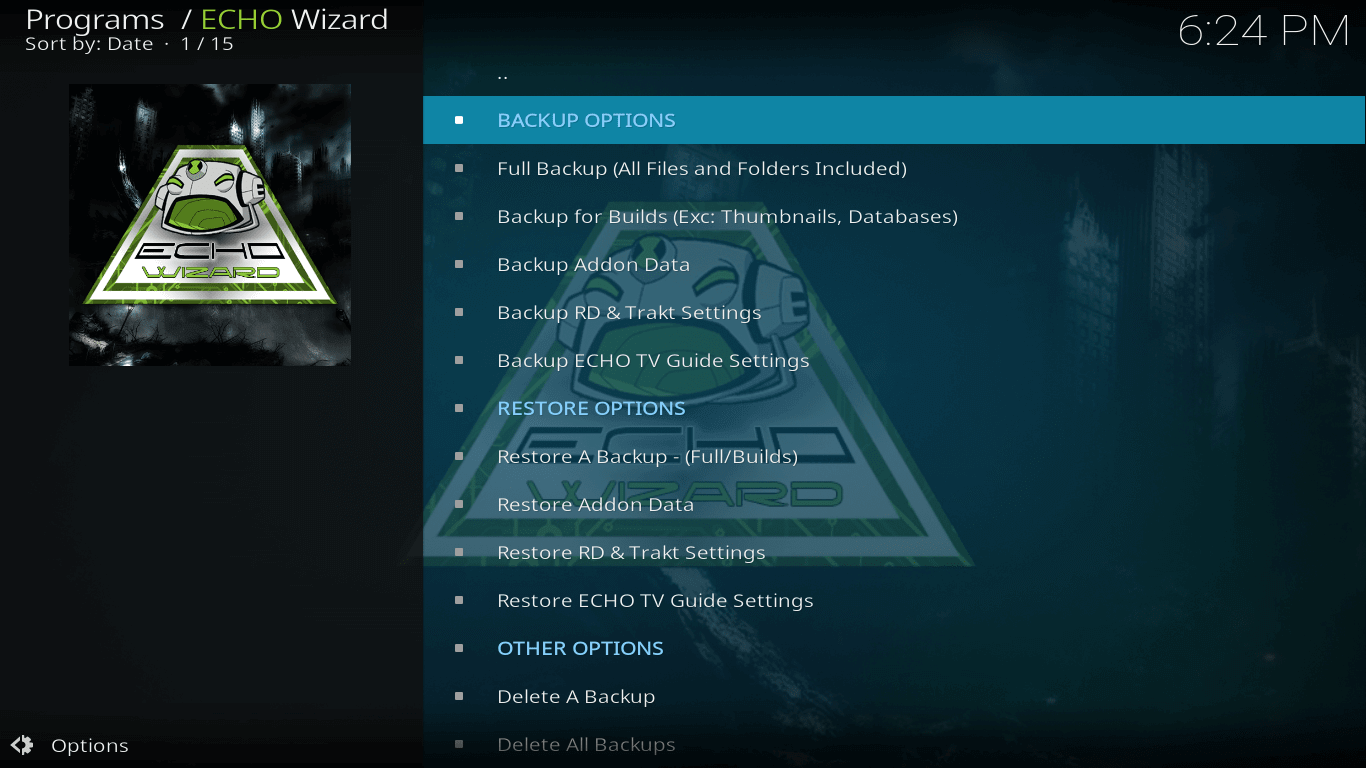 Programs / ECHO Wizard
Sort by: Date · 1 / 15
6:24 PM
ECHO
WIZARD
..
BACKUP OPTIONS
Full Backup (All Files and Folders Included)
Backup for Builds (Exc: Thumbnails, Databases)
Backup Addon Data
Backup RD & Trakt Settings
Backup ECHO TV Guide Settings
RESTORE OPTIONS
Restore A Backup - (Full/Builds)
Restore Addon Data
Restore RD & Trakt Settings
Restore ECHO TV Guide Settings
OTHER OPTIONS
Delete A Backup
Delete All Backups
ECHO
WIZARD
Options